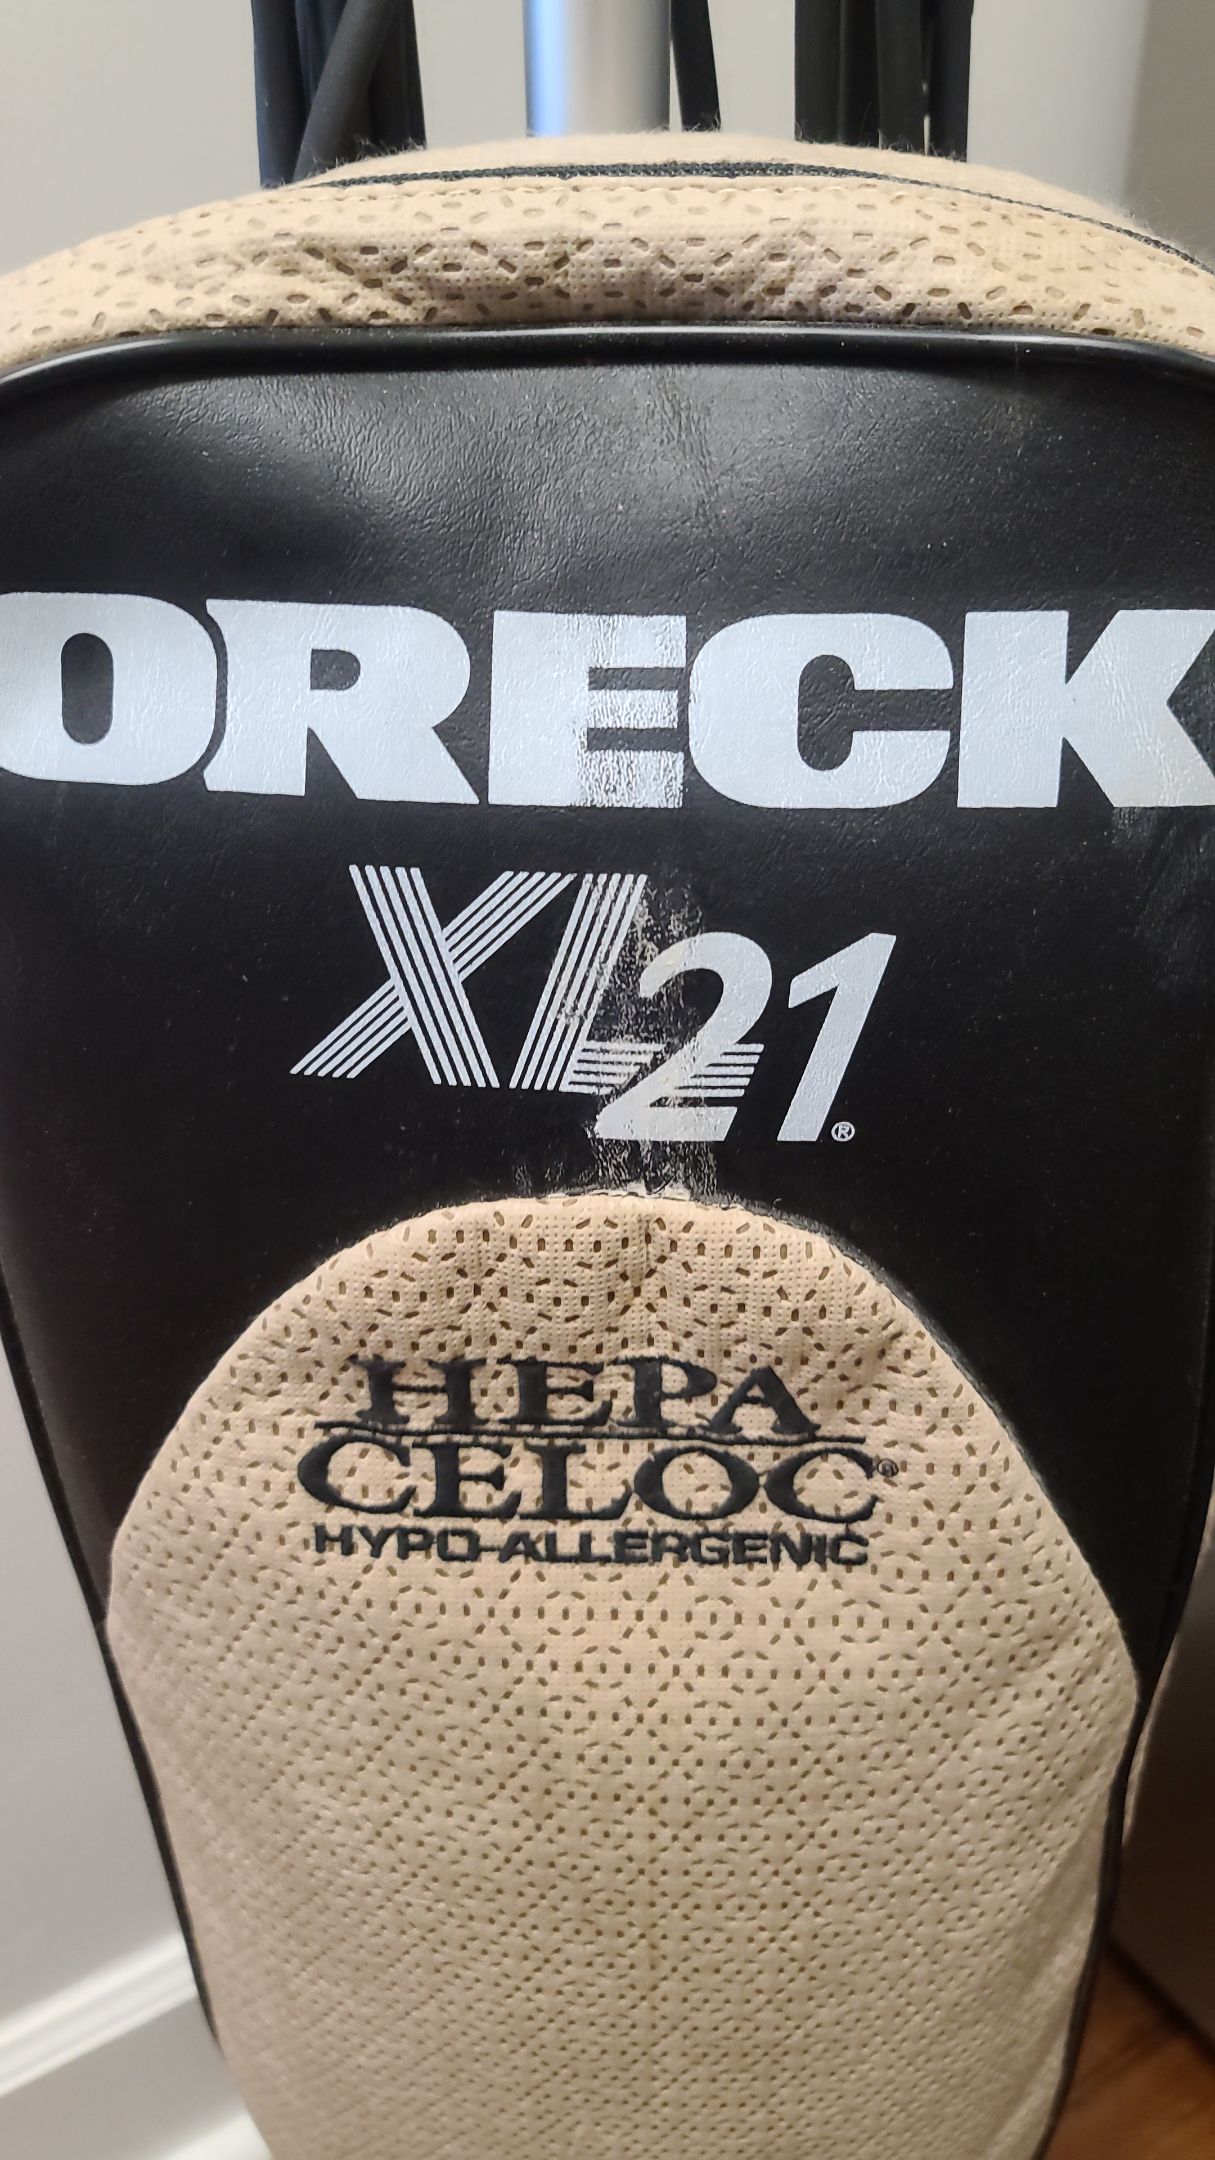 ORECK
XL21®
HEPA
CELOC®
HYPO-ALLERGENIC